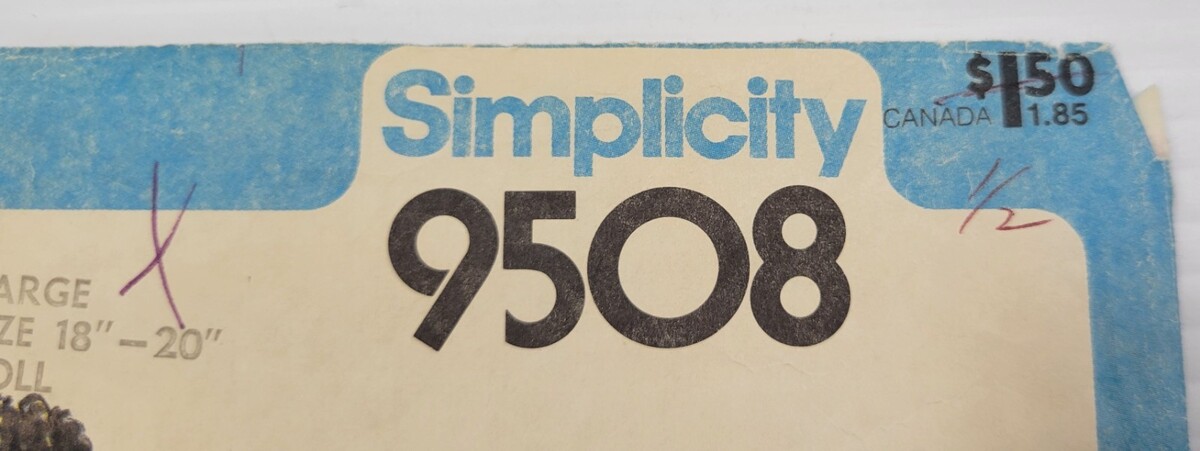 Simplicity
9508
$1.50
CANADA 1.85
1/2
X
ARGE
ZE 18"–20"
OLL